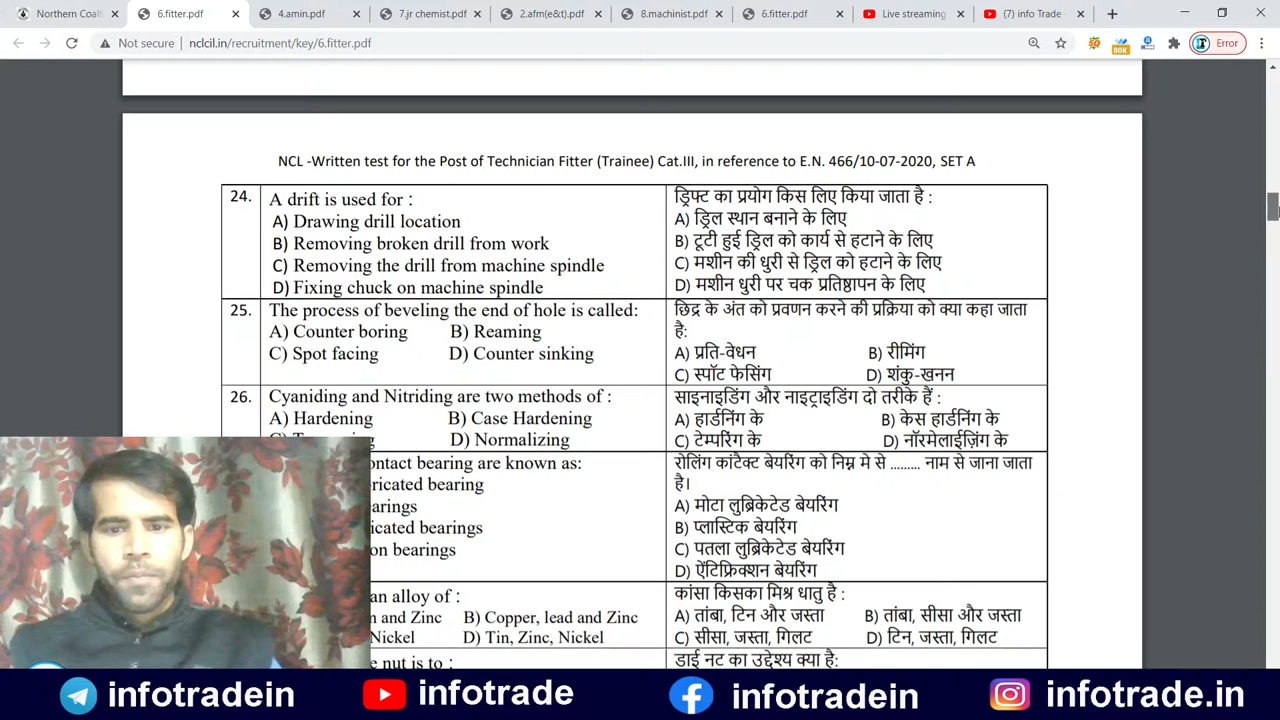 Northern Coalf
6.fitter.pdf
4.amin.pdf
7.jr chemist.pdf
2.afm(e&t).pdf
8.machinist.pdf
6.fitter.pdf
Live streaming
(7) info Trade -
Not secure
nclcil.in/recruitment/key/6.fitter.pdf
80K
Error
NCL -Written test for the Post of Technician Fitter (Trainee) Cat.III, in reference to E.N. 466/10-07-2020, SET A
24.
A drift is used for :
A) Drawing drill location
B) Removing broken drill from work
C) Removing the drill from machine spindle
D) Fixing chuck on machine spindle
ड्रिफ्ट का प्रयोग किस लिए किया जाता है :
A) ड्रिल स्थान बनाने के लिए
B) टूटी हुई ड्रिल को कार्य से हटाने के लिए
C) मशीन की धुरी से ड्रिल को हटाने के लिए
D) मशीन धुरी पर चक प्रतिष्ठापन के लिए
25.
The process of beveling the end of hole is called:
A) Counter boring B) Reaming
C) Spot facing D) Counter sinking
छिद्र के अंत को प्रवणन करने की प्रक्रिया को क्या कहा जाता
है:
A) प्रति-वेधन B) रीमिंग
C) स्पॉट फेसिंग D) शंकु-खनन
26.
Cyaniding and Nitriding are two methods of :
A) Hardening B) Case Hardening
D) Normalizing
साइनाइडिंग और नाइट्राइडिंग दो तरीके हैं :
A) हार्डनिंग के B) केस हार्डनिंग के
C) टेम्परिंग के D) नॉरमेलाईज़िंग के
ontact bearing are known as:
ricated bearing
earings
icated bearings
on bearings
रोलिंग कांटैक्ट बेयरिंग को निम्न मे से ......... नाम से जाना जाता
है।
A) मोटा लुब्रिकेटेड बेयरिंग
B) प्लास्टिक बेयरिंग
C) पतला लुब्रिकेटेड बेयरिंग
D) ऐंटिफ्रिक्शन बेयरिंग
an alloy of :
n and Zinc B) Copper, lead and Zinc
Nickel D) Tin, Zinc, Nickel
कांसा किसका मिश्र धातु है :
A) तांबा, टिन और जस्ता B) तांबा, सीसा और जस्ता
C) सीसा, जस्ता, गिलट D) टिन, जस्ता, गिलट
e nut is to :
डाई नट का उद्देश्य क्या है:
infotradein
infotrade
infotradein
infotrade.in